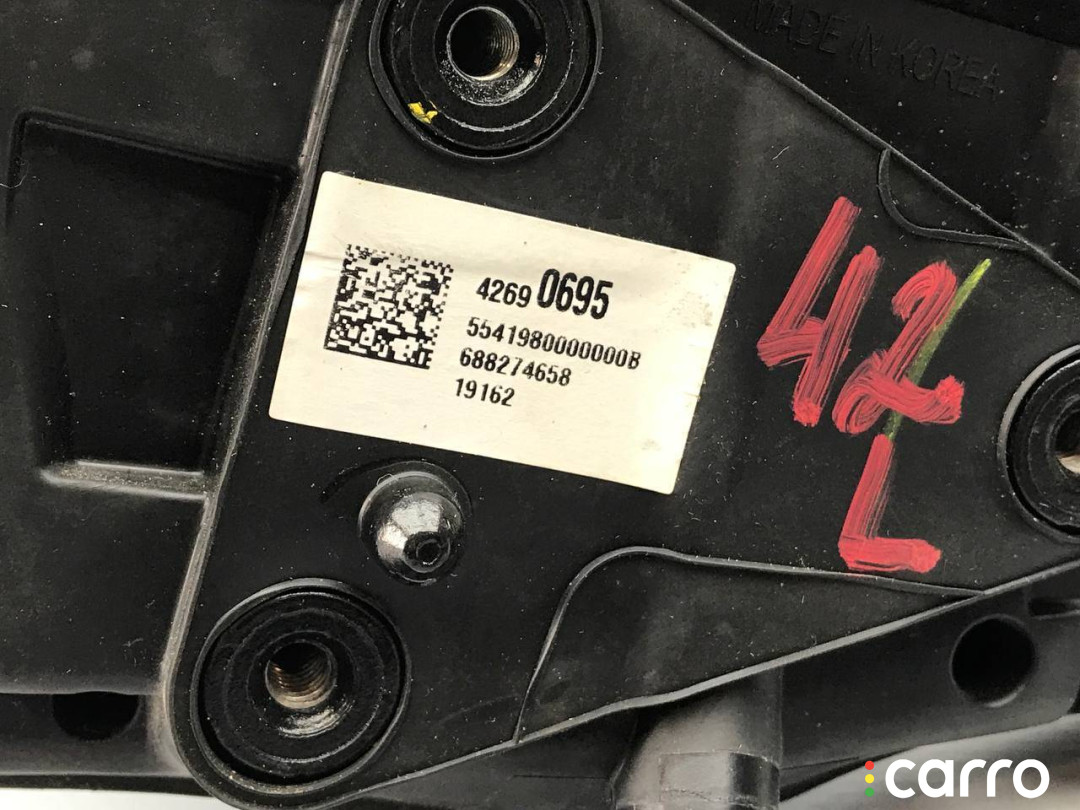 MADE IN KOREA
4269 0695
5541980000000B
688274658
19162
42
L
carro